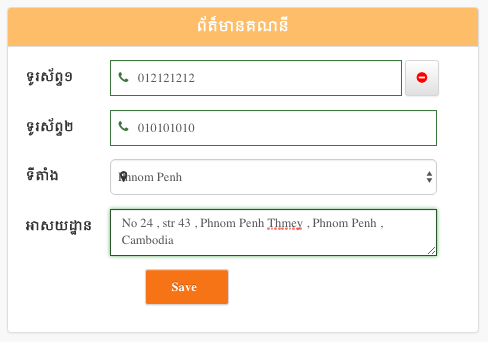 ព័ត៌មានគណនី
ទូរស័ព្ទ១ 012121212
ទូរស័ព្ទ២ 010101010
ទីតាំង Phnom Penh
អាសយដ្ឋាន No 24 , str 43 , Phnom Penh Thmey , Phnom Penh ,
Cambodia
Save